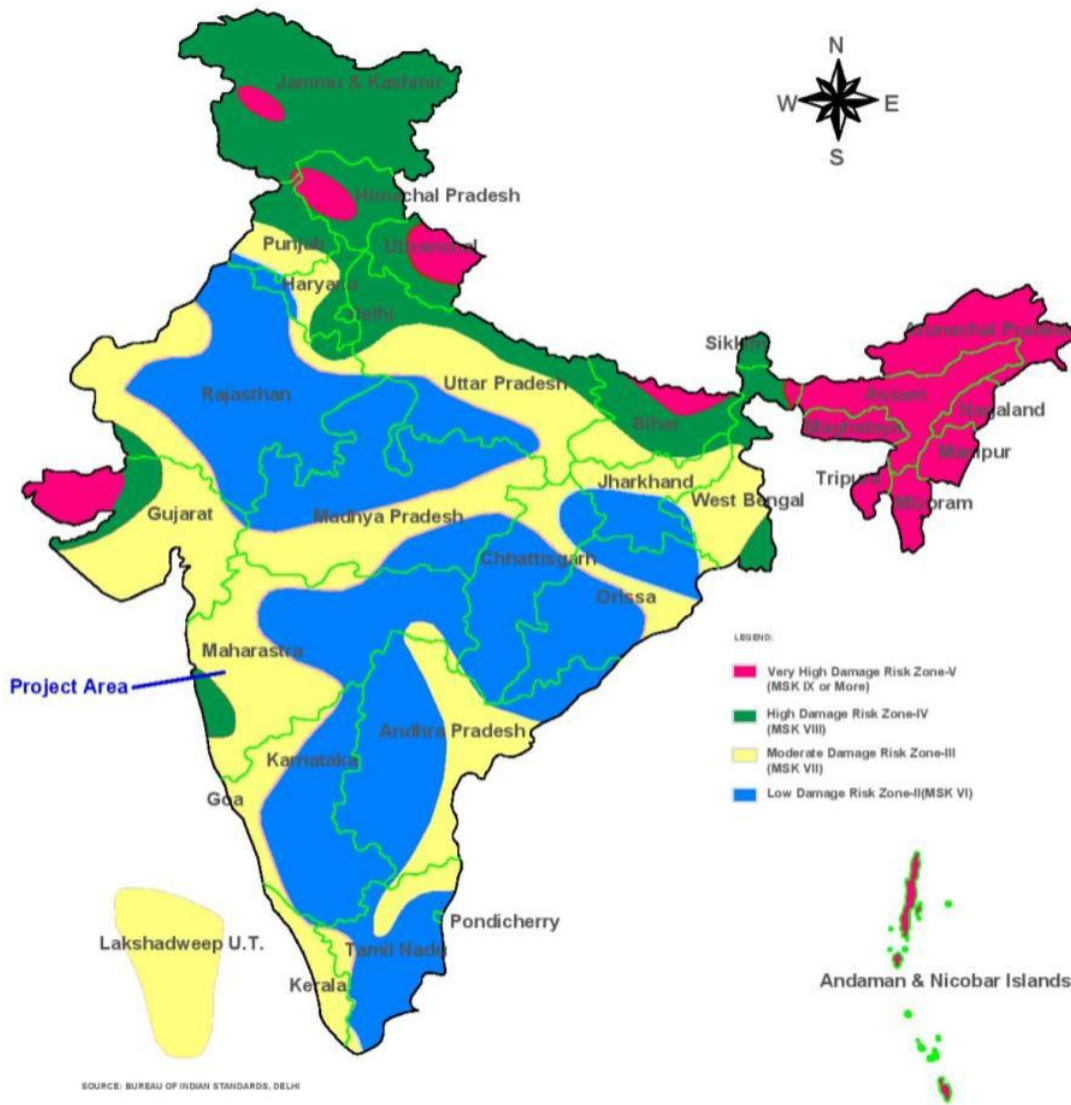 N
W
E
S
Jammu & Kashmir
Himachal Pradesh
Punjab
Uttranchal
Haryana
Delhi
Sikkim
Arunachal Pradesh
Uttar Pradesh
Rajasthan
Assam
Nagaland
Bihar
Meghalaya
Manipur
Jharkhand
Tripura
West Bengal
Mizoram
Gujarat
Madhya Pradesh
Chhattisgarh
Orissa
LEGEND:
Maharastra
Very High Damage Risk Zone-V
(MSK IX or More)
Project Area
High Damage Risk Zone-IV
(MSK VIII)
Andhra Pradesh
Moderate Damage Risk Zone-III
(MSK VII)
Karnataka
Low Damage Risk Zone-II(MSK VI)
Goa
Pondicherry
Lakshadweep U.T.
Tamil Nadu
Kerala
Andaman & Nicobar Islands
SOURCE: BUREAU OF INDIAN STANDARDS, DELHI